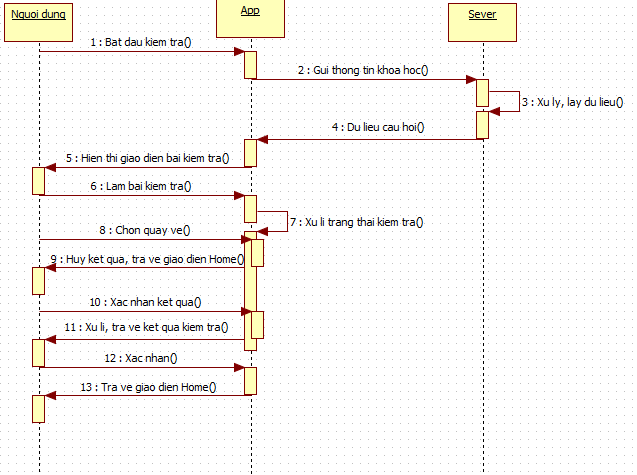 Nguoi dung
App
Sever
1 : Bat dau kiem tra()
2 : Gui thong tin khoa hoc()
3 : Xu ly, lay du lieu()
4 : Du lieu cau hoi()
5 : Hien thi giao dien bai kiem tra()
6 : Lam bai kiem tra()
7 : Xu li trang thai kiem tra()
8 : Chon quay ve()
9 : Huy ket qua, tra ve giao dien Home()
10 : Xac nhan ket qua()
11 : Xu li, tra ve ket qua kiem tra()
12 : Xac nhan()
13 : Tra ve giao dien Home()